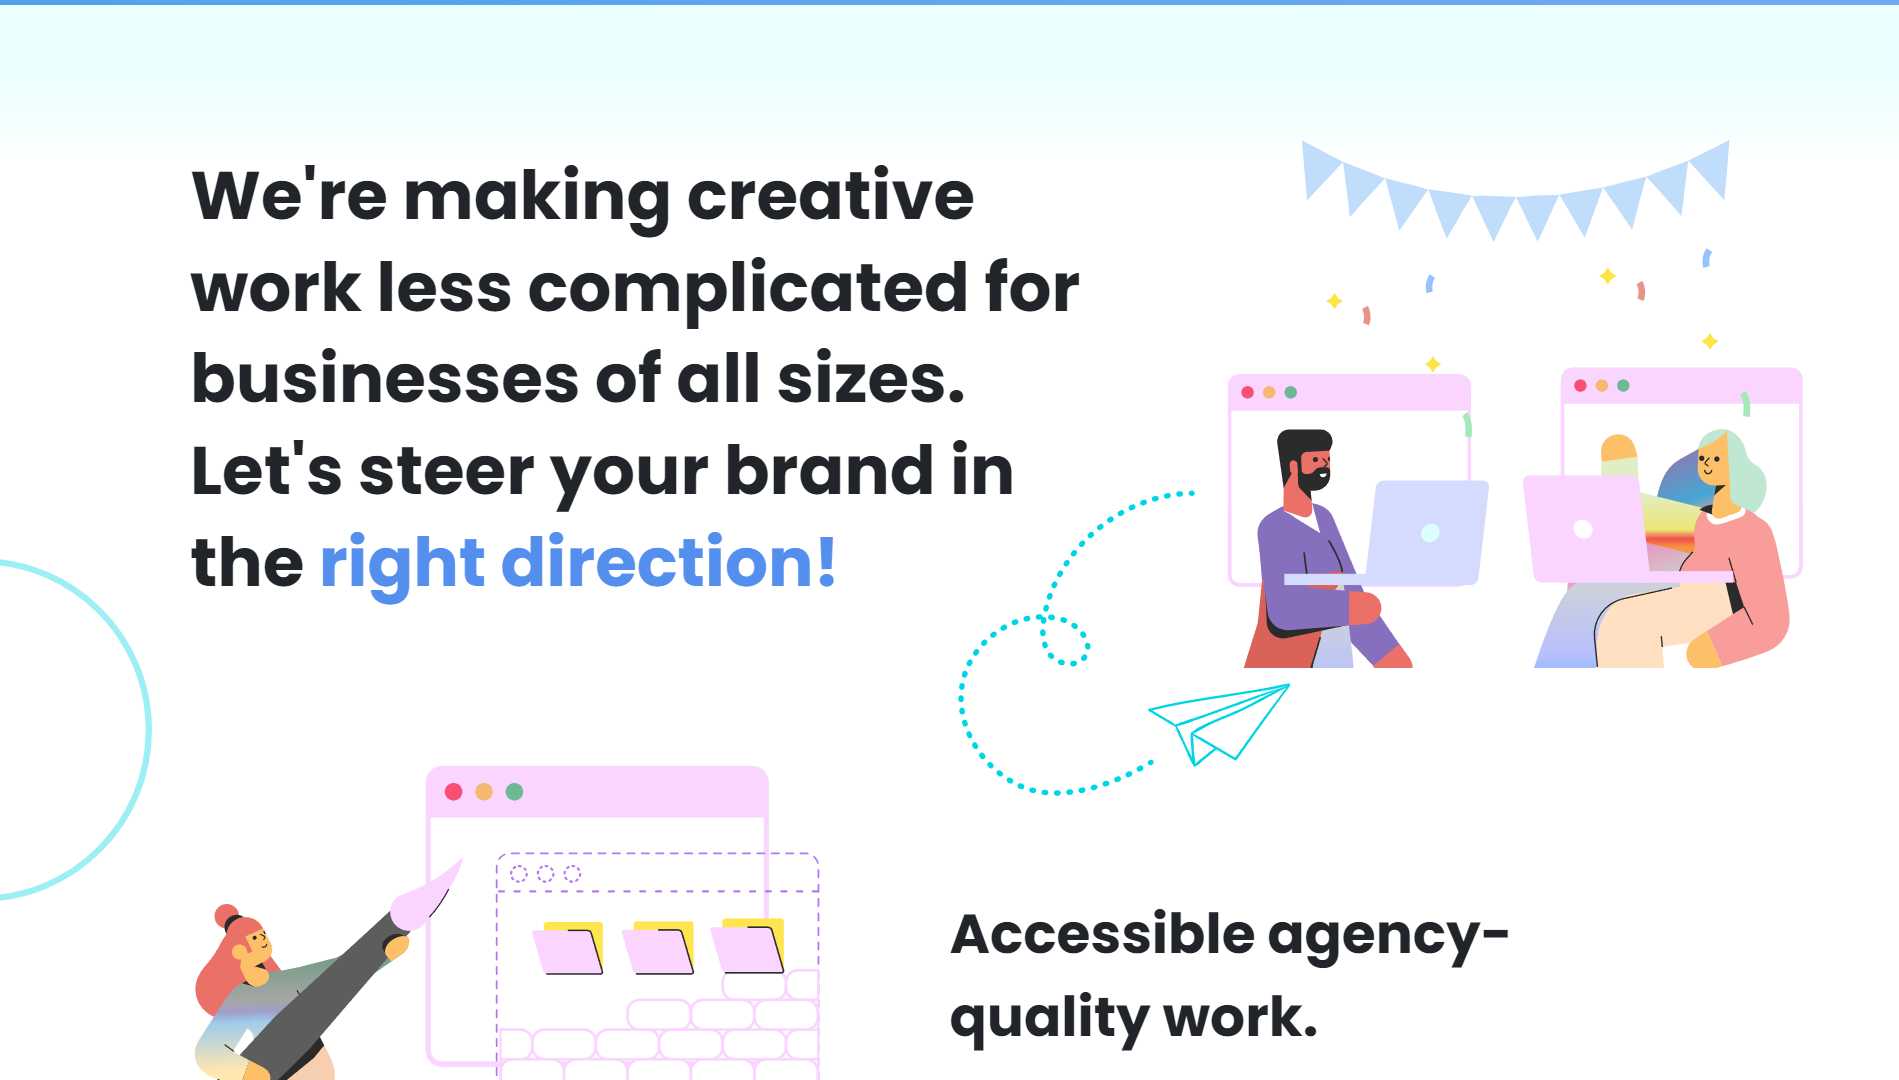 We're making creative
work less complicated for
businesses of all sizes.
Let's steer your brand in
the right direction!
Accessible agency-
quality work.